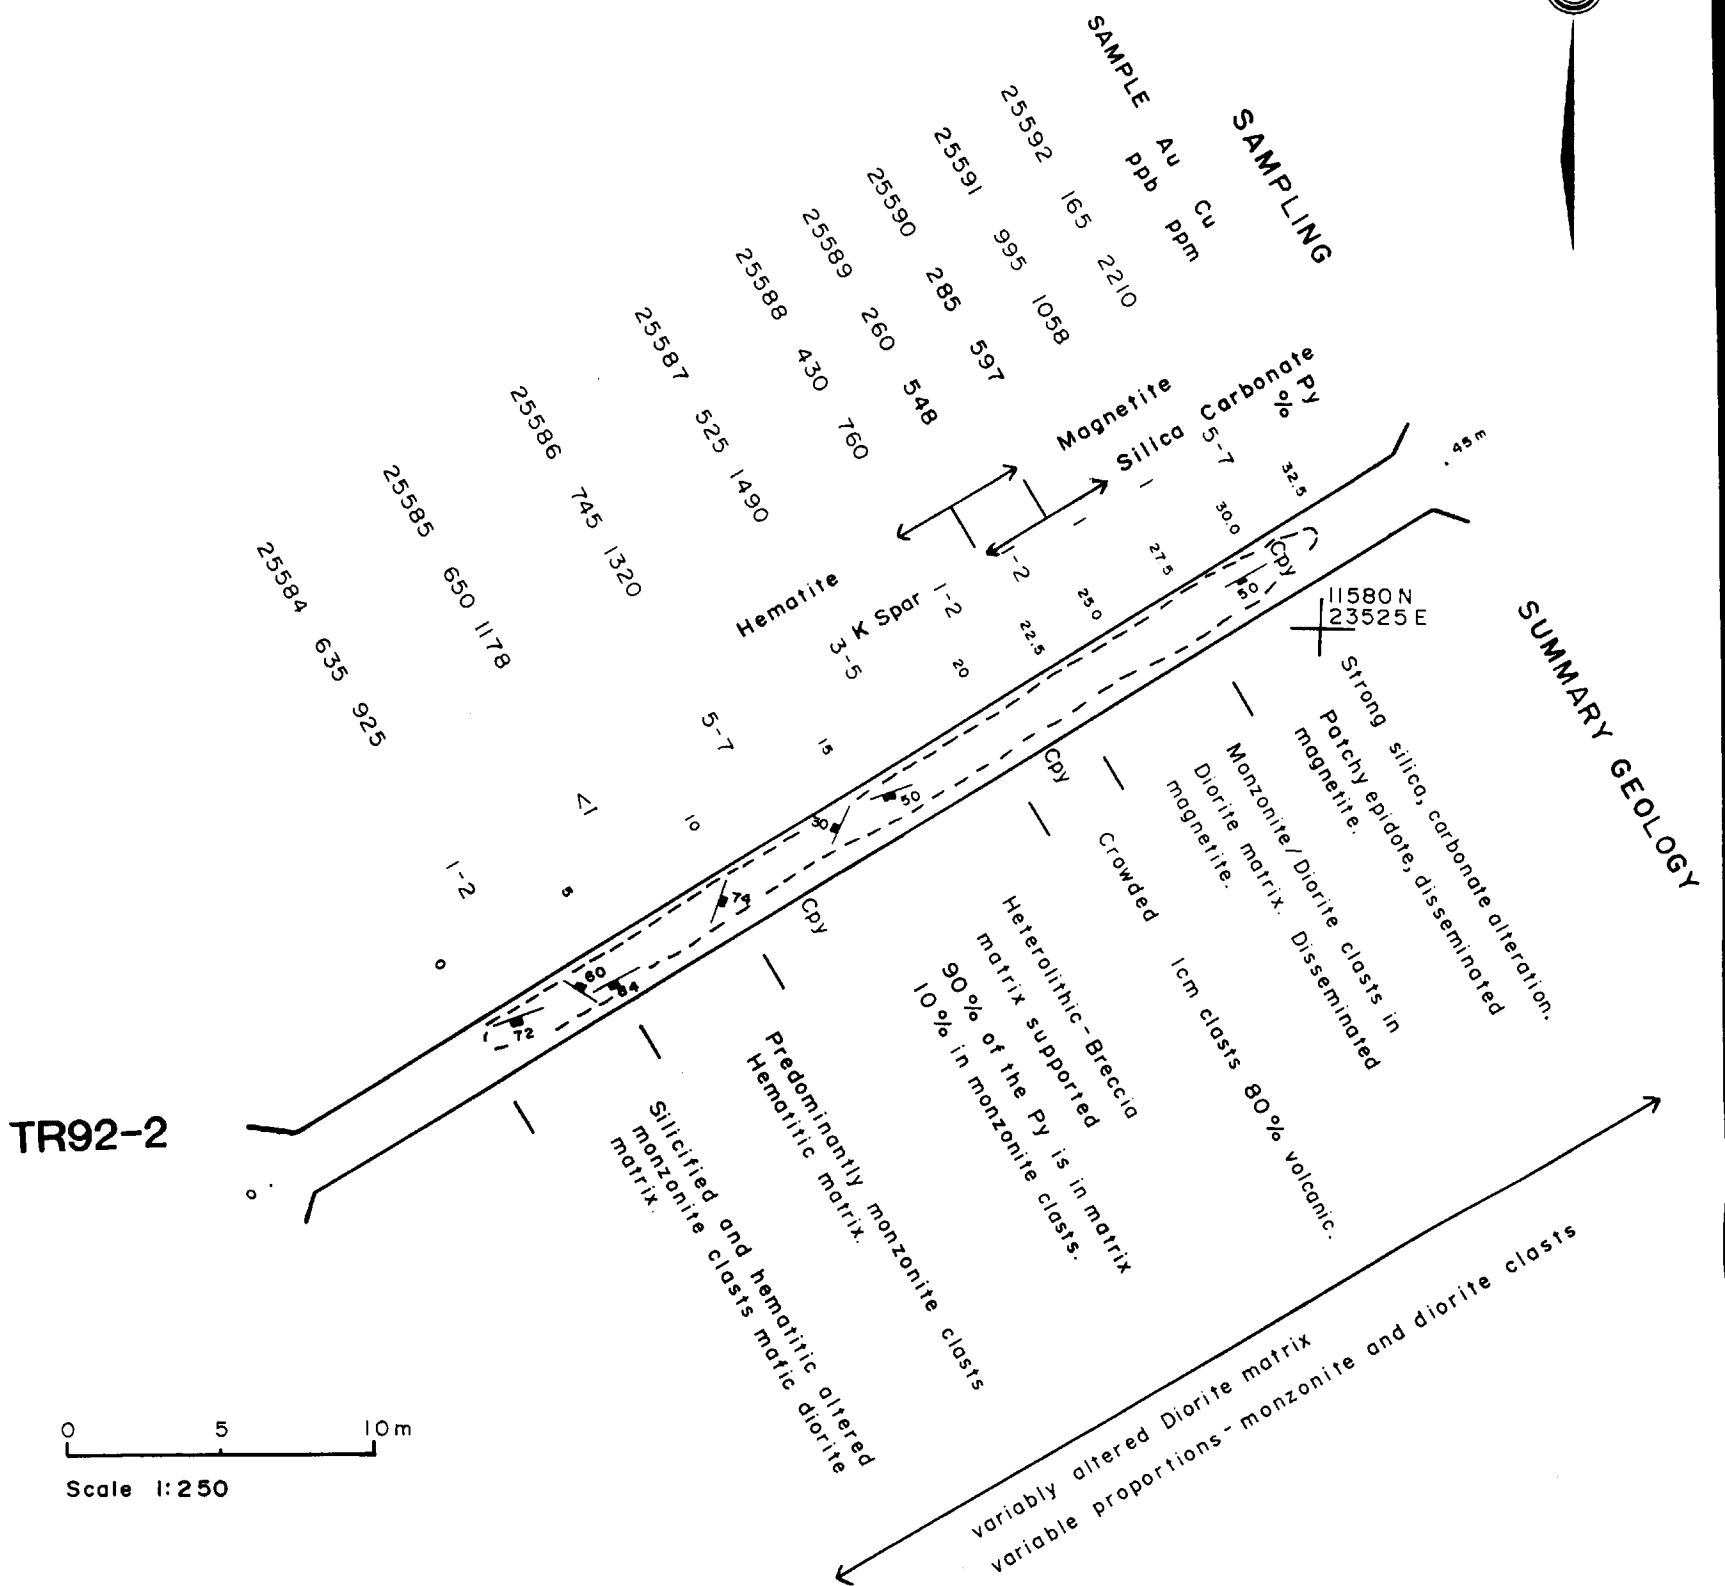 SAMPLING
SAMPLE Au Cu
ppb ppm
25592 165 2210
25591 995 1058
25590 285 597
25589 260 548
25588 430 760
25587 525 1490
25586 745 1320
25585 650 1178
25584 635 925
Magnetite
Silica Carbonate
Py
%
Hematite
K Spar
5-7
1
1
1-2
1-2
3-5
5-7
<1
1-2
32.5
30.0
27.5
25.0
22.5
20
15
10
5
0
45 E
Cpy
50
11580 N
23525 E
Cpy
50
30
74
Cpy
60
84
72
TR92-2
0
SUMMARY GEOLOGY
Strong silica, carbonate alteration.
Patchy epidote, disseminated
magnetite.
Monzonite/Diorite clasts in
Diorite matrix. Disseminated
magnetite.
Crowded 1cm clasts 80% volcanic.
Heterolithic-Breccia
matrix supported
90% of the Py is in matrix
10% in monzonite clasts.
Predominantly monzonite clasts
Hematitic matrix.
Silicified and hematitic altered
monzonite clasts mafic diorite
matrix.
variably altered Diorite matrix
variable proportions - monzonite and diorite clasts
0 5 10m
Scale 1:250